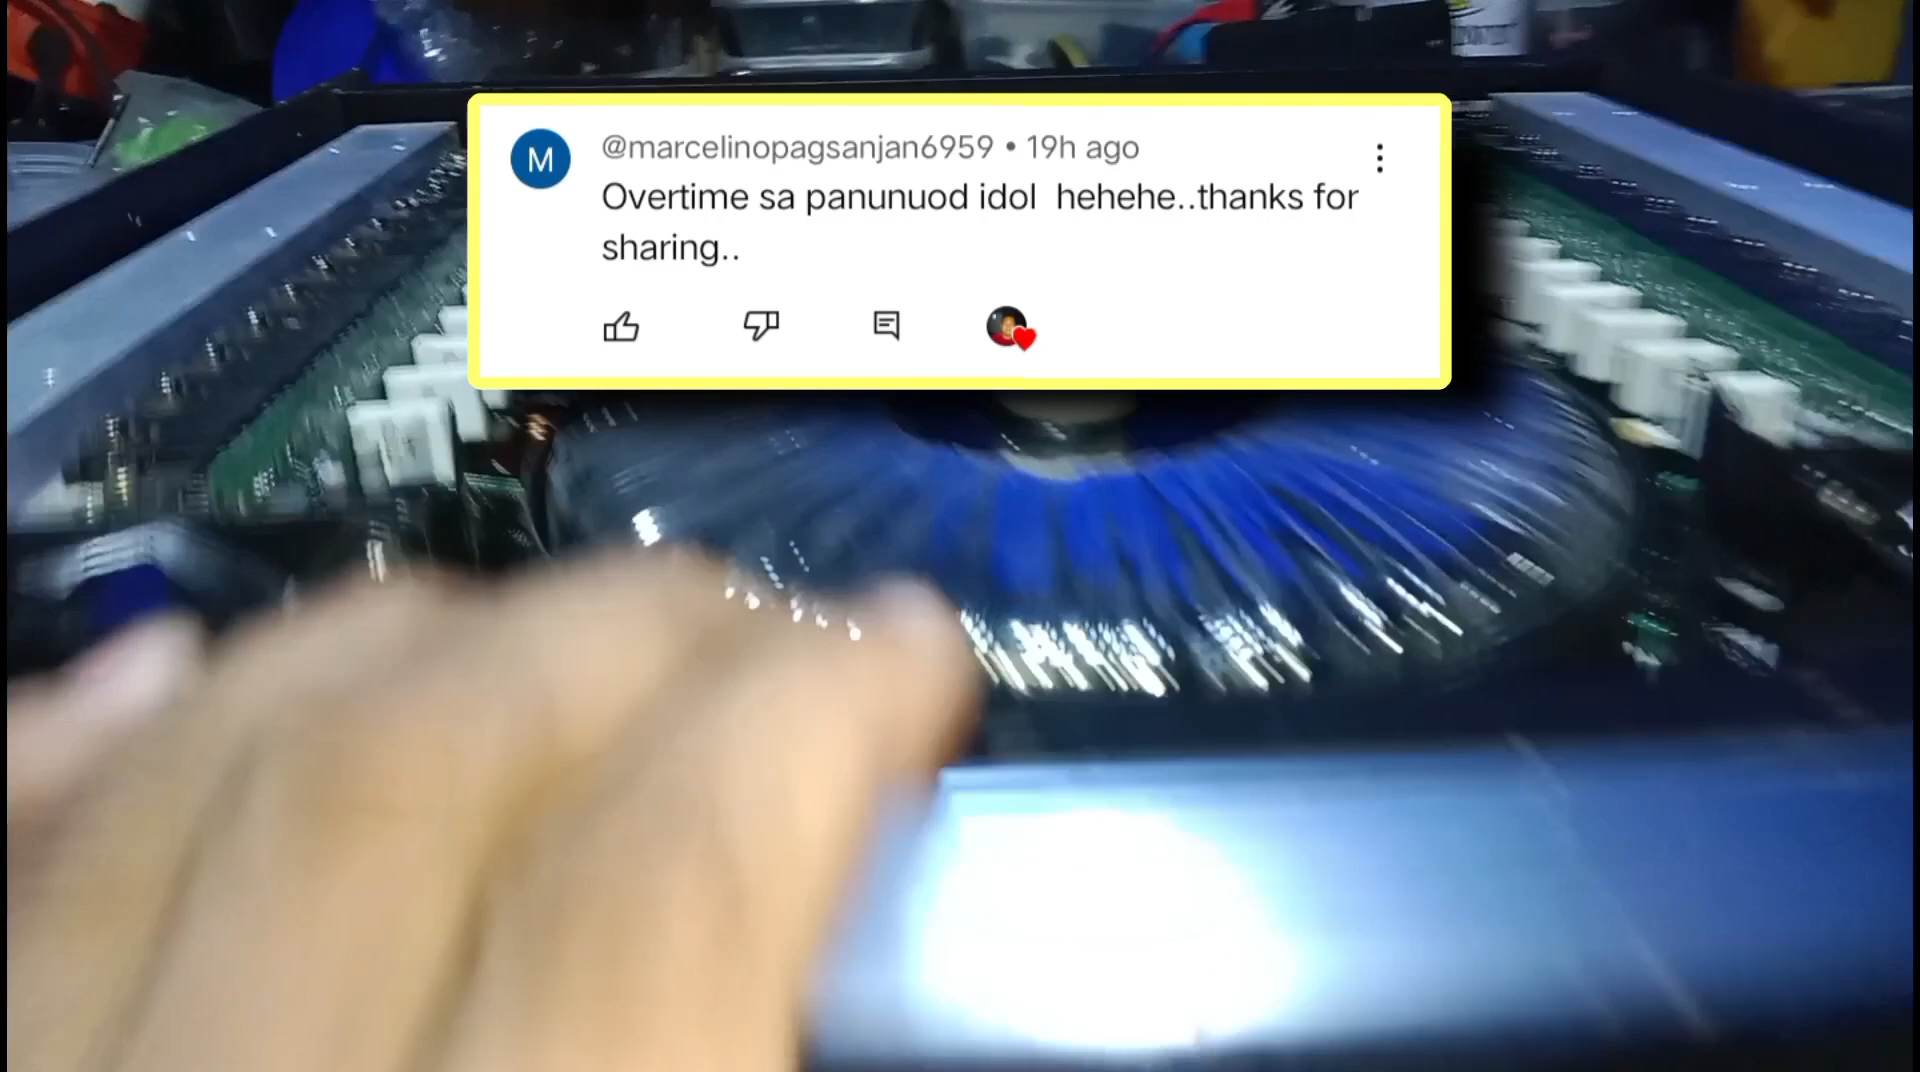 M
@marcelinopagsanjan6959 • 19h ago
Overtime sa panunuod idol  hehehe..thanks for
sharing..